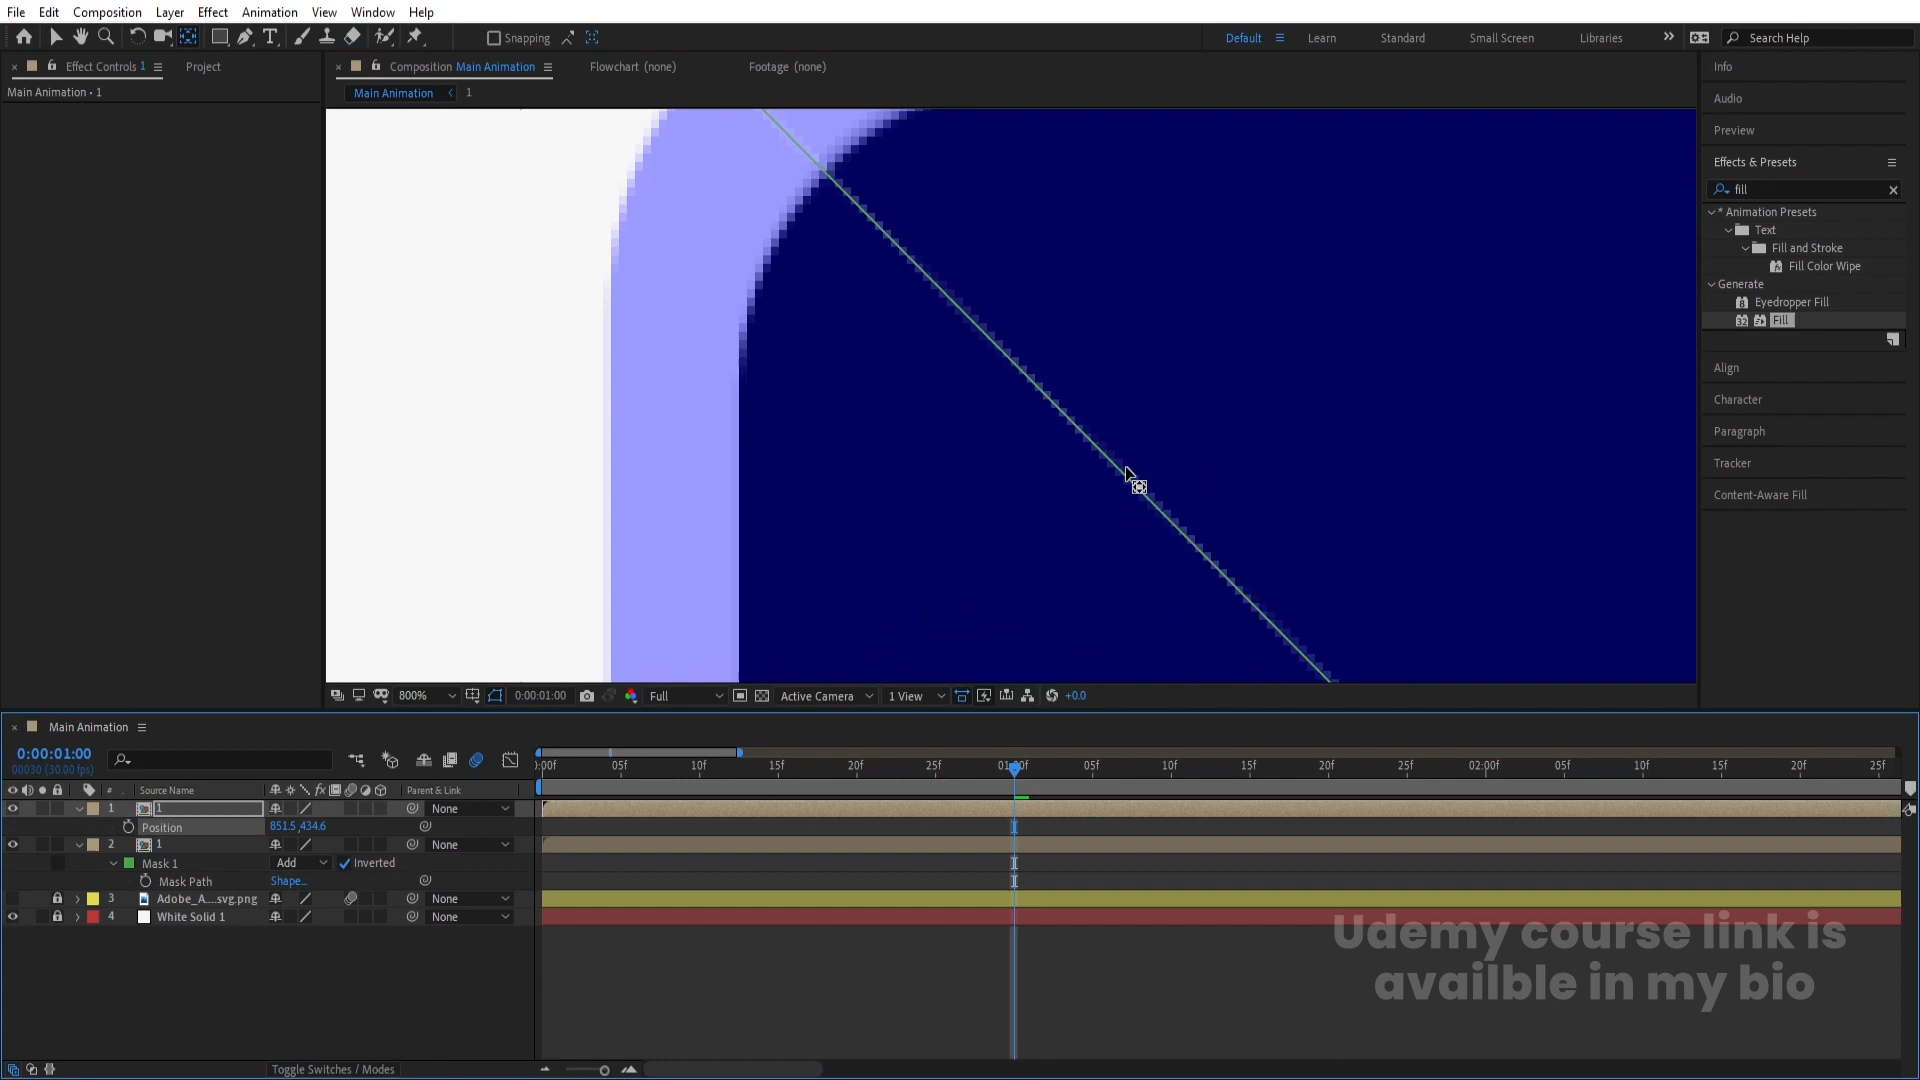 File Edit Composition Layer Effect Animation View Window Help
Snapping Default Learn Standard Small Screen Libraries Search Help
Effect Controls 1 Project
Main Animation • 1
Composition Main Animation Flowchart (none) Footage (none)
Main Animation 1
Info
Audio
Preview
Effects & Presets
fill
* Animation Presets
Text
Fill and Stroke
Fill Color Wipe
Generate
Eyedropper Fill
Fill
Align
Character
Paragraph
Tracker
Content-Aware Fill
800% 0:00:01:00 Full Active Camera 1 View +0.0
Main Animation
0:00:01:00
00030 (30.00 fps)
:00f 05f 10f 15f 20f 25f 01:00f 05f 10f 15f 20f 25f 02:00f 05f 10f 15f 20f 25f
# Source Name fx Parent & Link
1 1 None
Position 851.5,434.6
2 1 None
Mask 1 Add Inverted
Mask Path Shape...
3 Adobe_A....svg.png None
4 White Solid 1 None
Udemy course link is
availble in my bio
Toggle Switches / Modes